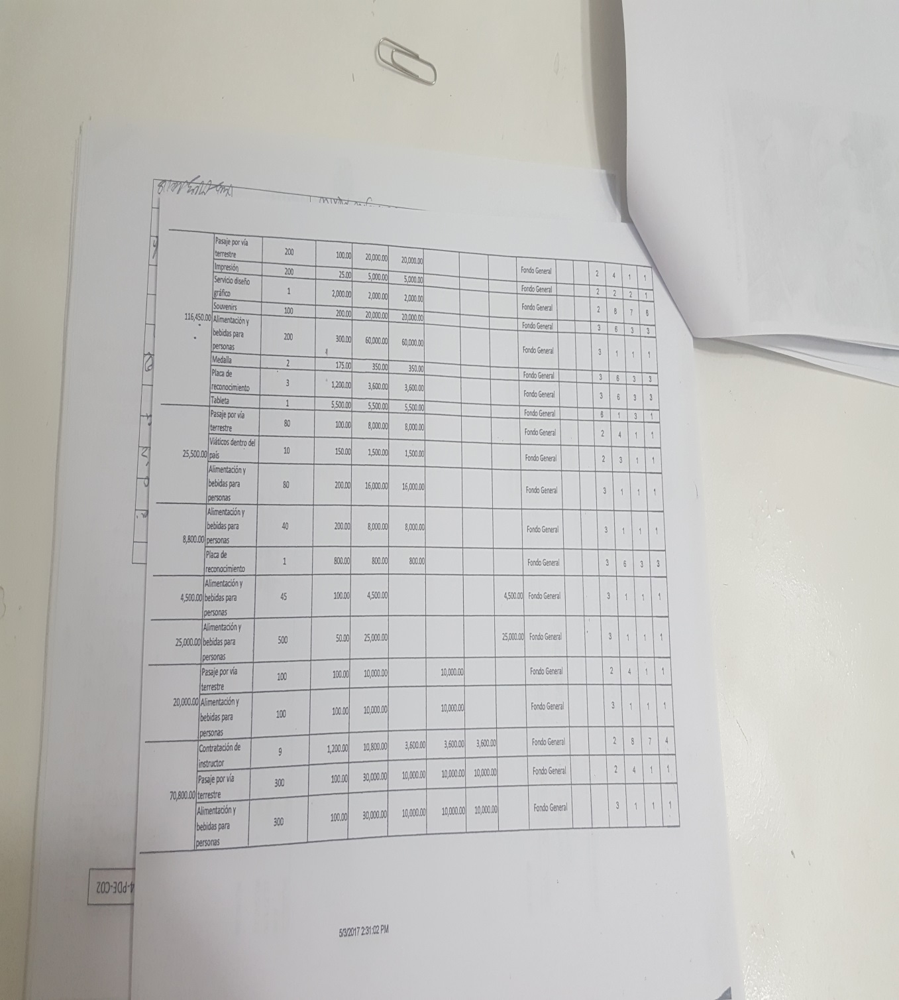 Pasaje por vía
terrestre 200 100.00 20,000.00 20,000.00 Fondo General 2 4 1 1
Impresión 200 25.00 5,000.00 5,000.00 Fondo General 2 2 2 1
Servicio diseño
gráfico 1 2,000.00 2,000.00 2,000.00 Fondo General 2 8 7 6
Souvenirs 100 200.00 20,000.00 20,000.00 Fondo General 3 6 3 3
116,450.00 Alimentación y
bebidas para 200 300.00 60,000.00 60,000.00 Fondo General 3 1 1 1
personas
Medalla 2 175.00 350.00 350.00 Fondo General 3 6 3 3
Placa de
reconocimiento 3 1,200.00 3,600.00 3,600.00 Fondo General 3 6 3 3
Tableta 1 5,500.00 5,500.00 5,500.00 Fondo General 6 1 3 1
Pasaje por vía
terrestre 80 100.00 8,000.00 8,000.00 Fondo General 2 4 1 1
Viáticos dentro del
25,500.00 país 10 150.00 1,500.00 1,500.00 Fondo General 2 3 1 1
Alimentación y
bebidas para 80 200.00 16,000.00 16,000.00 Fondo General 3 1 1 1
personas
Alimentación y
bebidas para 40 200.00 8,000.00 8,000.00 Fondo General 3 1 1 1
8,800.00 personas
Placa de
reconocimiento 1 800.00 800.00 800.00 Fondo General 3 6 3 3
Alimentación y
4,500.00 bebidas para 45 100.00 4,500.00 4,500.00 Fondo General 3 1 1 1
personas
Alimentación y
25,000.00 bebidas para 500 50.00 25,000.00 25,000.00 Fondo General 3 1 1 1
personas
Pasaje por vía 100 100.00 10,000.00 10,000.00 Fondo General 2 4 1 1
terrestre
20,000.00 Alimentación y
bebidas para 100 100.00 10,000.00 10,000.00 Fondo General 3 1 1 1
personas
Contratación de 9 1,200.00 10,800.00 3,600.00 3,600.00 3,600.00 Fondo General 2 8 7 4
instructor
Pasaje por vía 300 100.00 30,000.00 10,000.00 10,000.00 10,000.00 Fondo General 2 4 1 1
70,800.00 terrestre
Alimentación y
bebidas para 300 100.00 30,000.00 10,000.00 10,000.00 10,000.00 Fondo General 3 1 1 1
personas
4-PDE-C02
5/3/2017 2:31:02 PM